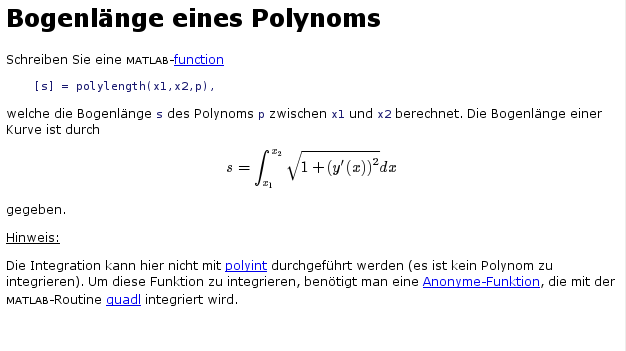 Bogenlänge eines Polynoms
Schreiben Sie eine MATLAB-function
[s] = polylength(x1,x2,p),
welche die Bogenlänge s des Polynoms p zwischen x1 und x2 berechnet. Die Bogenlänge einer
Kurve ist durch
s = ∫_{x_1}^{x_2} √(1 + (y′(x))²) dx
gegeben.
Hinweis:
Die Integration kann hier nicht mit polyint durchgeführt werden (es ist kein Polynom zu
integrieren). Um diese Funktion zu integrieren, benötigt man eine Anonyme-Funktion, die mit der
MATLAB-Routine quadl integriert wird.